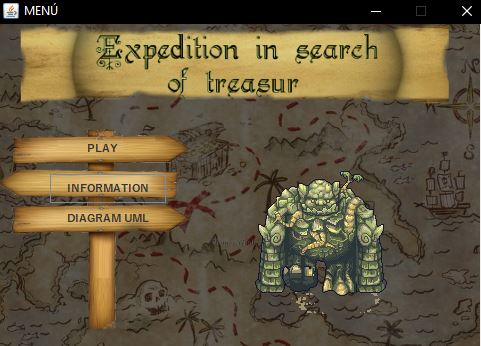 MENÚ
Expedition in search
of treasur
PLAY
INFORMATION
DIAGRAM UML